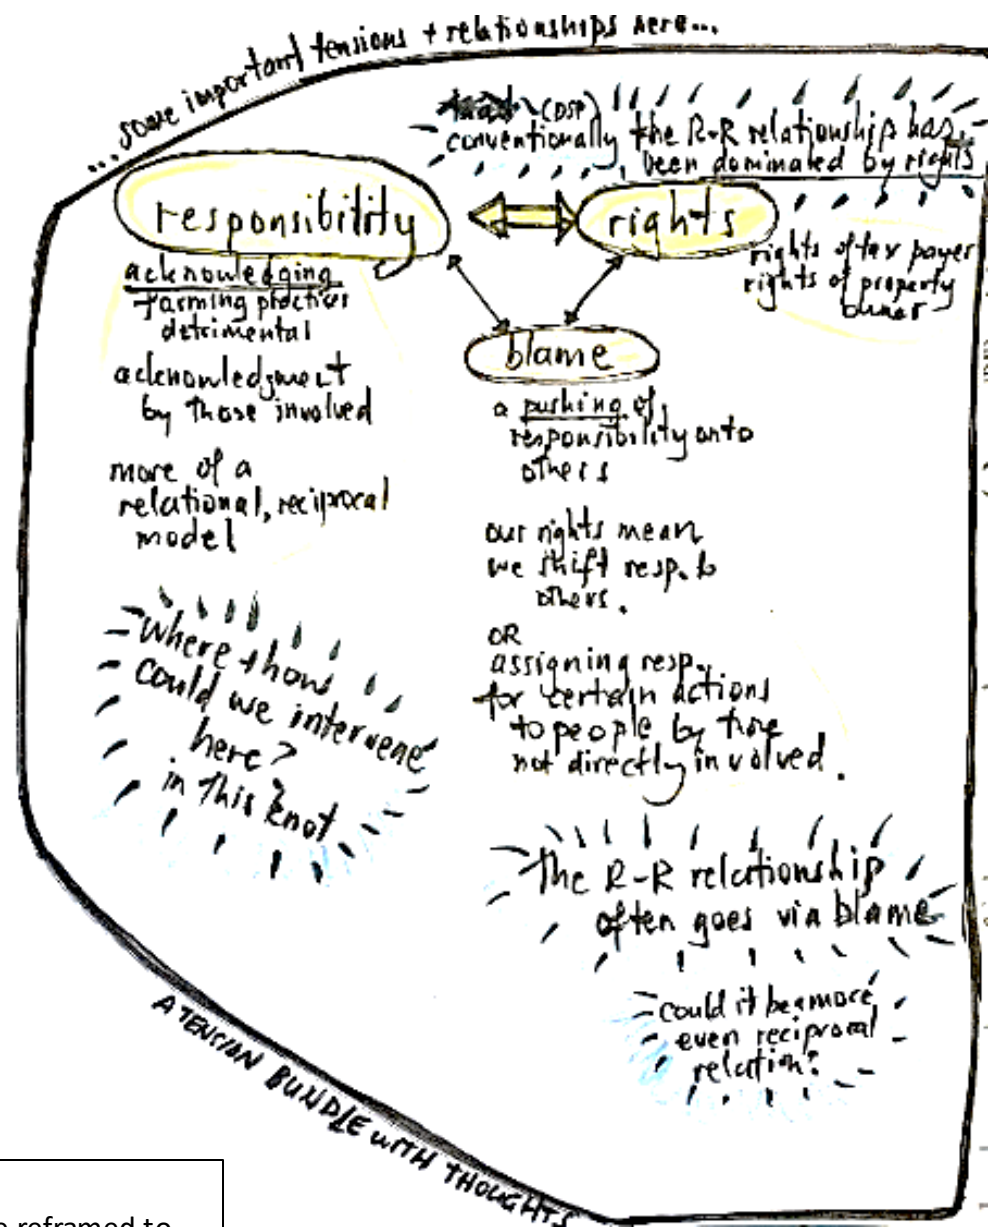 ...some important tensions + relationships here...
(DSP)
conventionally the R-R relationship has
been dominated by rights
responsibility
rights
acknowledging
farming practices
detrimental
acknowledgment
by those involved
more of a
relational, reciprocal
model
rights of tax payer
rights of property
owner
blame
a pushing of
responsibility onto
others
our rights mean
we shift resp. to
others.
OR
assigning resp.
for certain actions
to people by those
not directly involved.
where + how
could we intervene
here?
in this knot
The R-R relationship
often goes via blame
could it be a more
even reciprocal
relation?
A TENSION BUNDLE WITH THOUGHTS
reframed to